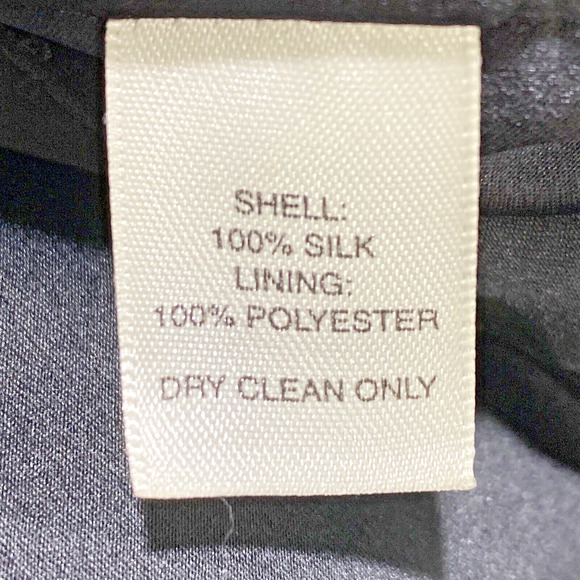 SHELL:
100% SILK
LINING:
100% POLYESTER
DRY CLEAN ONLY